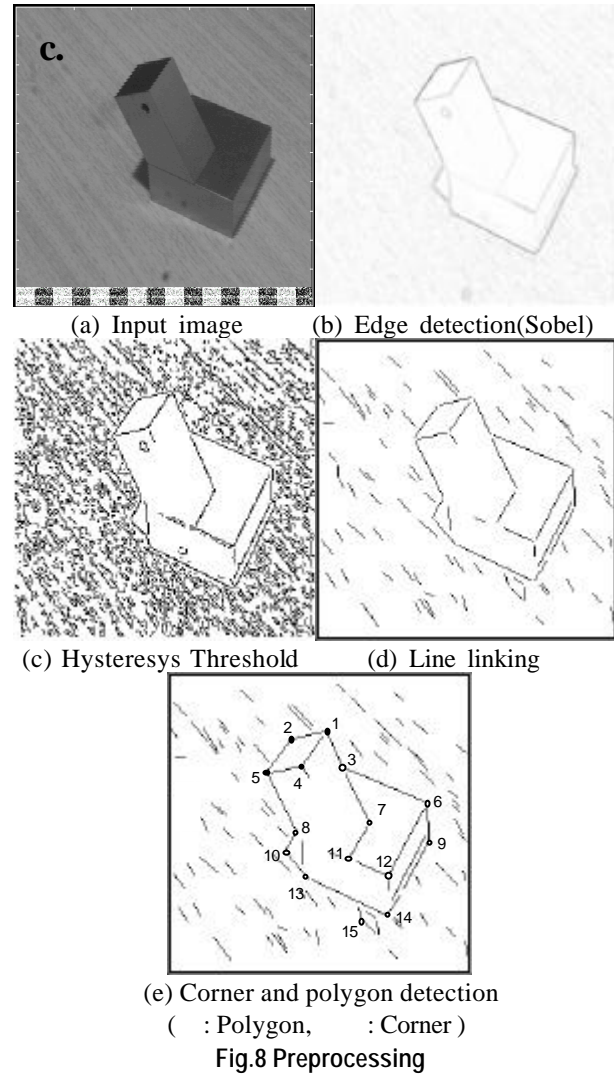 c.
(a) Input image (b) Edge detection(Sobel)
(c) Hysteresys Threshold (d) Line linking
1
2
3
4
5
6
7
8
9
10
11
12
13
14
15
(e) Corner and polygon detection
( : Polygon, : Corner )
Fig.8 Preprocessing